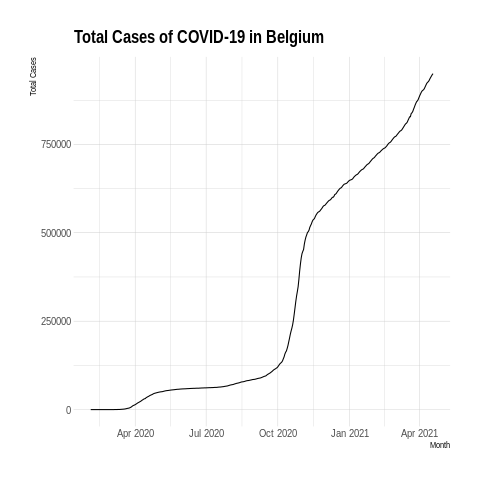 Total Cases of COVID-19 in Belgium
Total Cases
750000
500000
250000
0
Apr 2020 Jul 2020 Oct 2020 Jan 2021 Apr 2021
Month